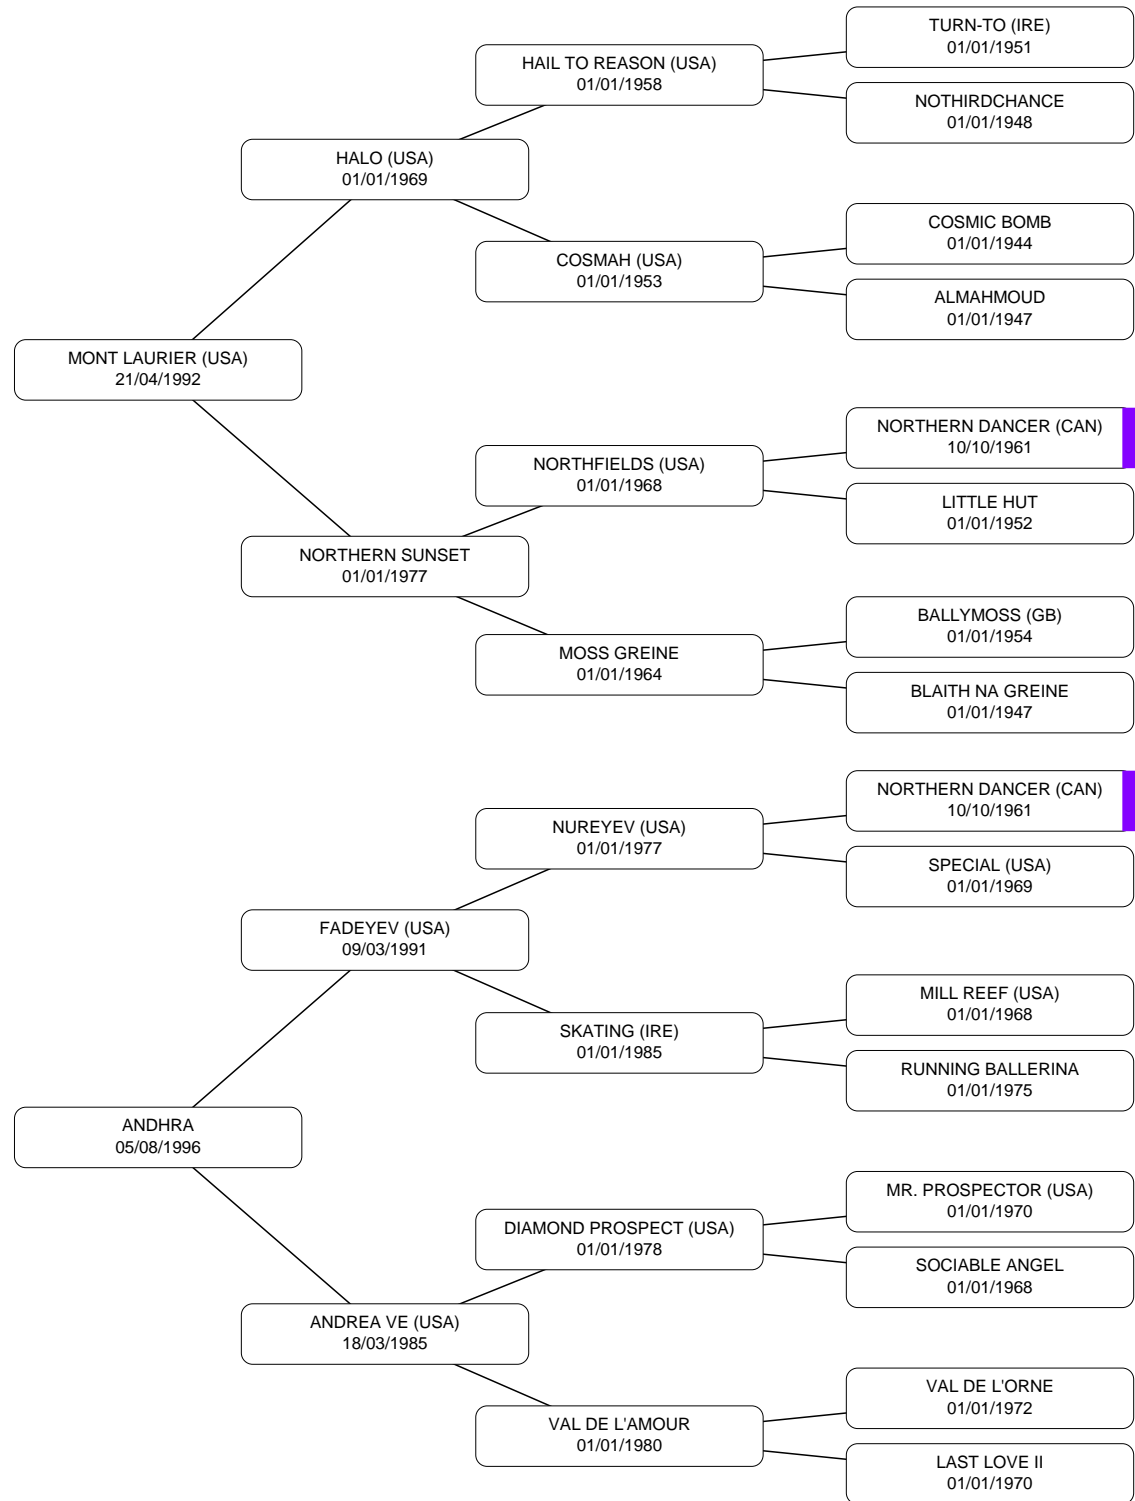 TURN-TO (IRE)
01/01/1951
HAIL TO REASON (USA)
01/01/1958
NOTHIRDCHANCE
01/01/1948
HALO (USA)
01/01/1969
COSMIC BOMB
01/01/1944
COSMAH (USA)
01/01/1953
ALMAHMOUD
01/01/1947
MONT LAURIER (USA)
21/04/1992
NORTHERN DANCER (CAN)
10/10/1961
NORTHFIELDS (USA)
01/01/1968
LITTLE HUT
01/01/1952
NORTHERN SUNSET
01/01/1977
BALLYMOSS (GB)
01/01/1954
MOSS GREINE
01/01/1964
BLAITH NA GREINE
01/01/1947
NORTHERN DANCER (CAN)
10/10/1961
NUREYEV (USA)
01/01/1977
SPECIAL (USA)
01/01/1969
FADEYEV (USA)
09/03/1991
MILL REEF (USA)
01/01/1968
SKATING (IRE)
01/01/1985
RUNNING BALLERINA
01/01/1975
ANDHRA
05/08/1996
MR. PROSPECTOR (USA)
01/01/1970
DIAMOND PROSPECT (USA)
01/01/1978
SOCIABLE ANGEL
01/01/1968
ANDREA VE (USA)
18/03/1985
VAL DE L'ORNE
01/01/1972
VAL DE L'AMOUR
01/01/1980
LAST LOVE II
01/01/1970